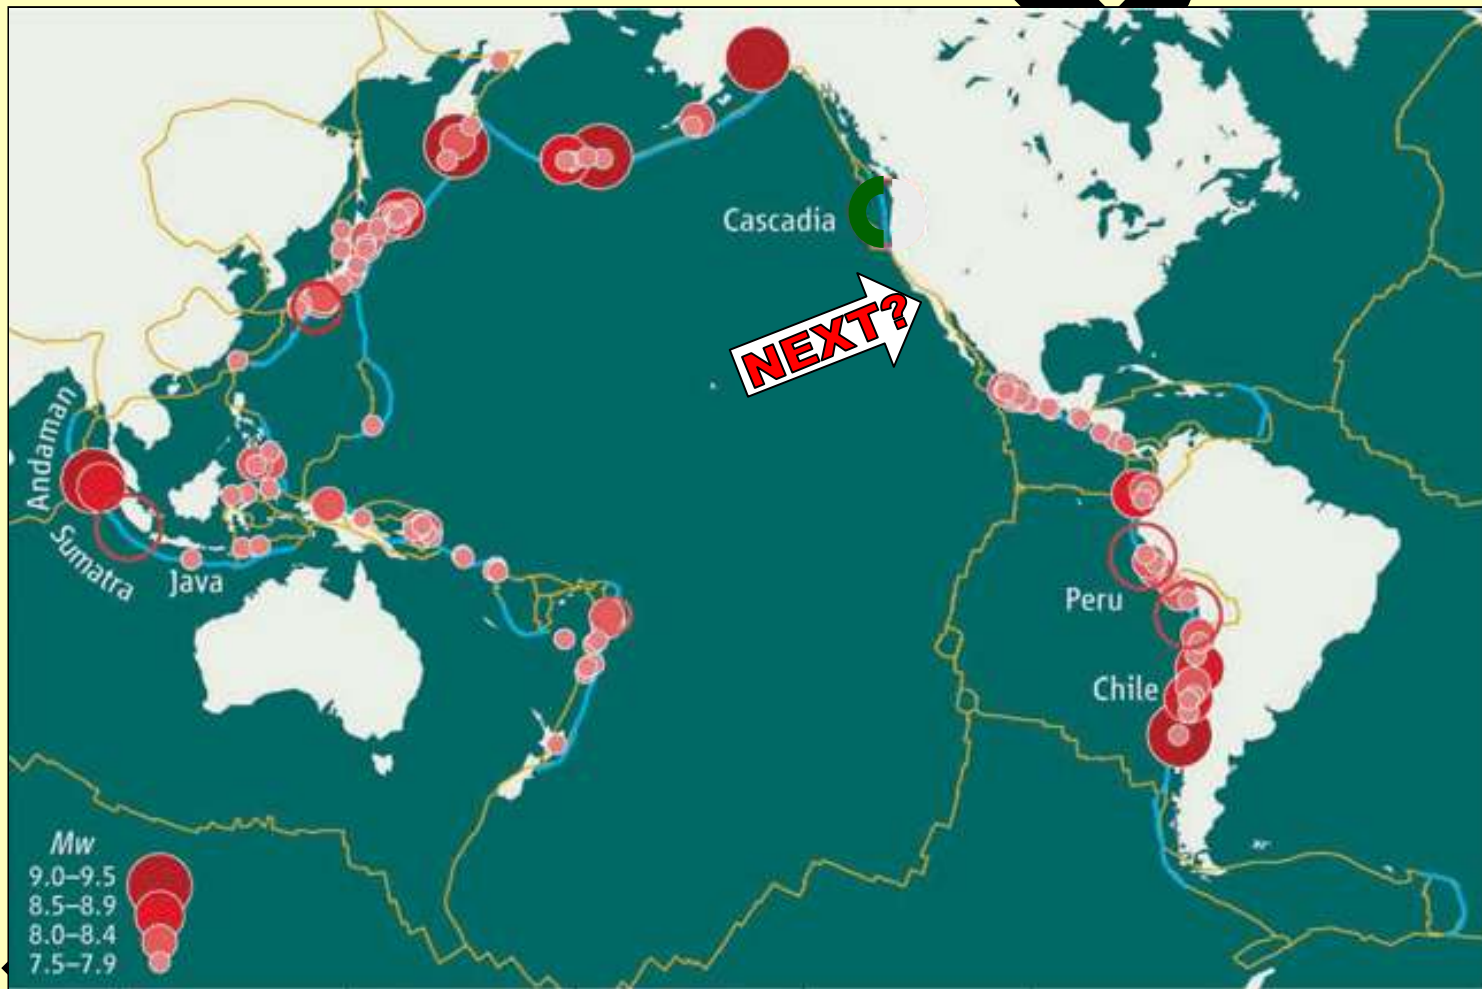 Cascadia
NEXT?
Andaman
Sumatra
Java
Peru
Chile
Mw
9.0–9.5
8.5–8.9
8.0–8.4
7.5–7.9